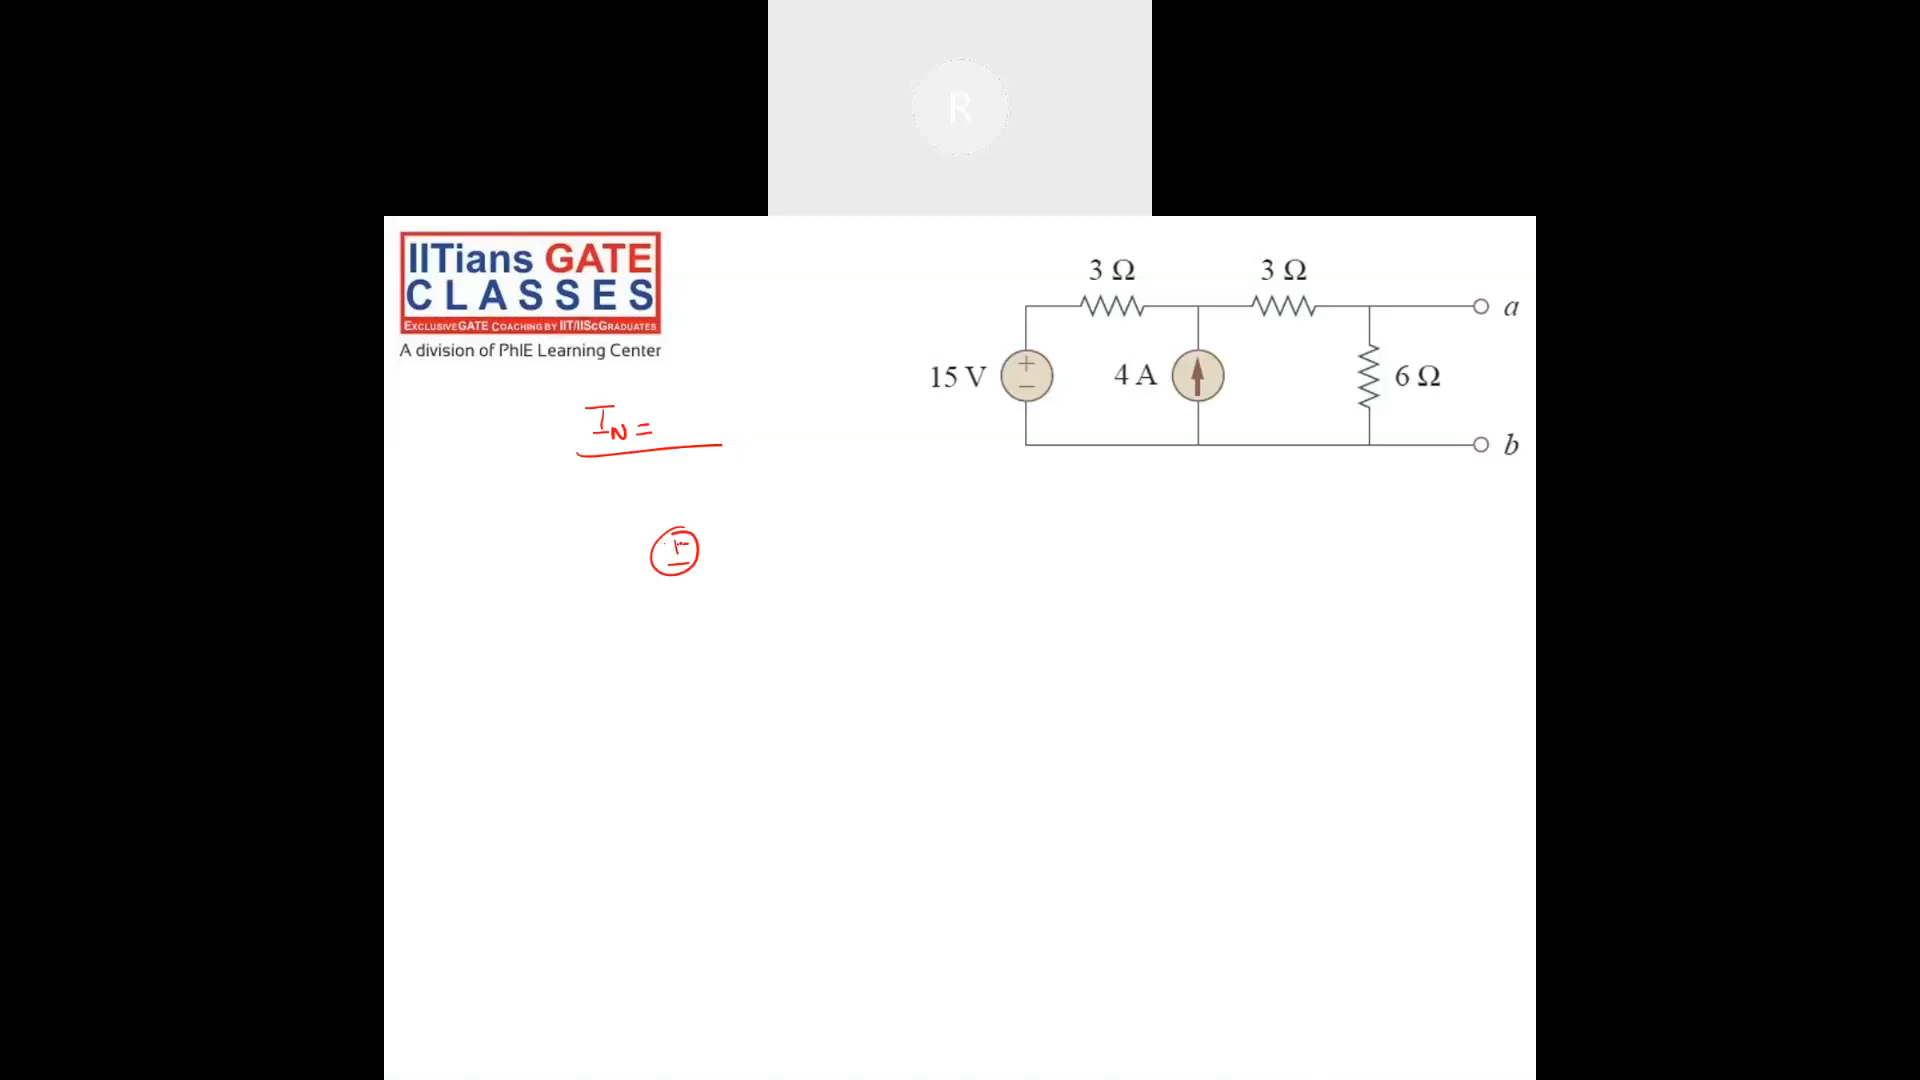 R
IITians GATE
CLASSES
EXCLUSIVE GATE COACHING BY IIT/IISc GRADUATES
A division of PhIE Learning Center
3 Ω
3 Ω
a
15 V
+
−
4 A
6 Ω
b
I_N =
+
−